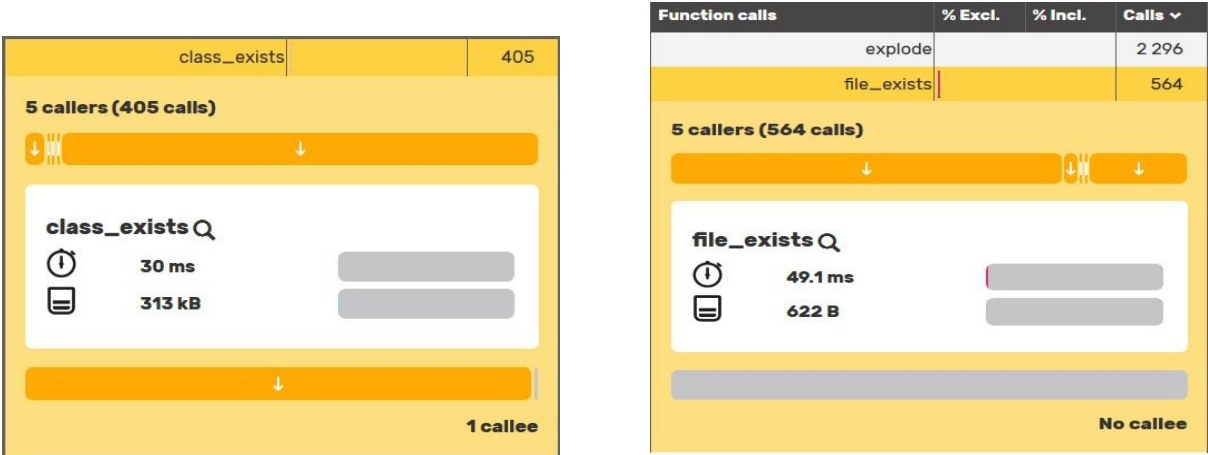 class_exists 405
5 callers (405 calls)
class_exists
30 ms
313 kB
1 callee
Function calls % Excl. % Incl. Calls
explode 2 296
file_exists 564
5 callers (564 calls)
file_exists
49.1 ms
622 B
No callee